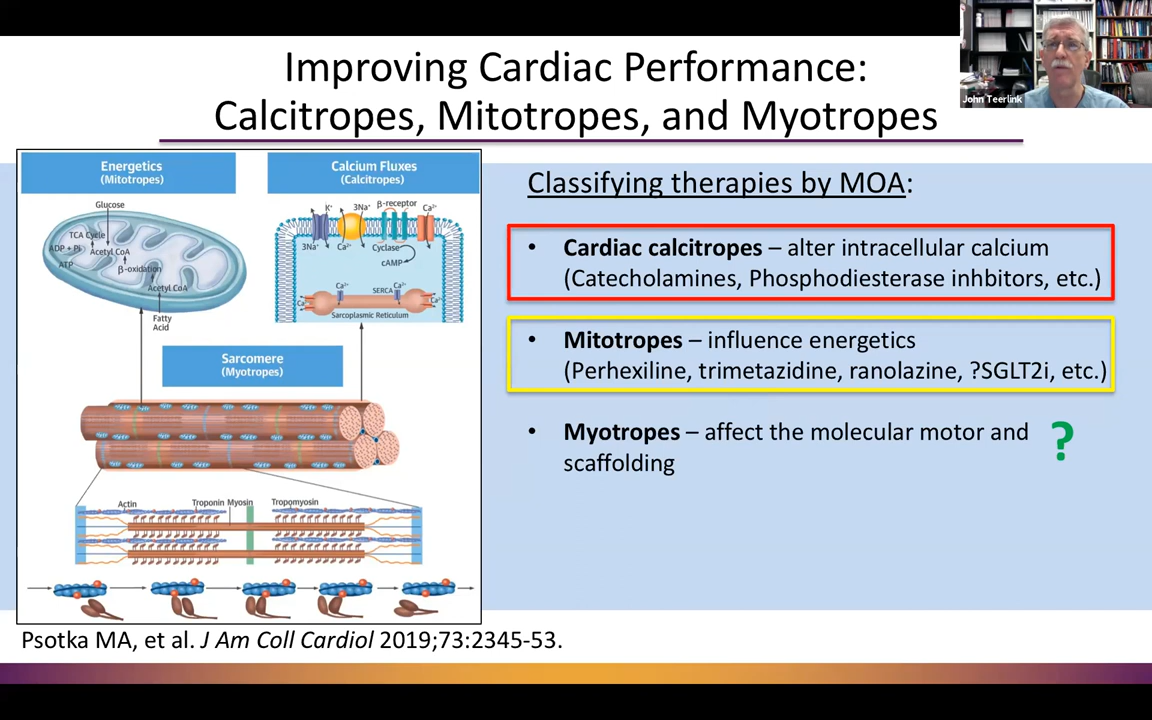 Improving Cardiac Performance:
Calcitropes, Mitotropes, and Myotropes
John Teerlink
Energetics
(Mitotropes)
Glucose
TCA Cycle
ADP + Pi
Acetyl CoA
ATP
β-oxidation
Acetyl CoA
Fatty
Acid
Calcium Fluxes
(Calcitropes)
K+
3Na+
β-receptor
Ca2+
3Na+
Ca2+
Cyclase
cAMP
Ca2+
SERCA
Ca2+
Ca2+
Ca2+
Sarcoplasmic Reticulum
Sarcomere
(Myotropes)
Actin
Troponin
Myosin
Tropomyosin
Classifying therapies by MOA:
• Cardiac calcitropes – alter intracellular calcium
(Catecholamines, Phosphodiesterase inhbitors, etc.)
• Mitotropes – influence energetics
(Perhexiline, trimetazidine, ranolazine, ?SGLT2i, etc.)
• Myotropes – affect the molecular motor and
scaffolding
?
Psotka MA, et al. J Am Coll Cardiol 2019;73:2345-53.